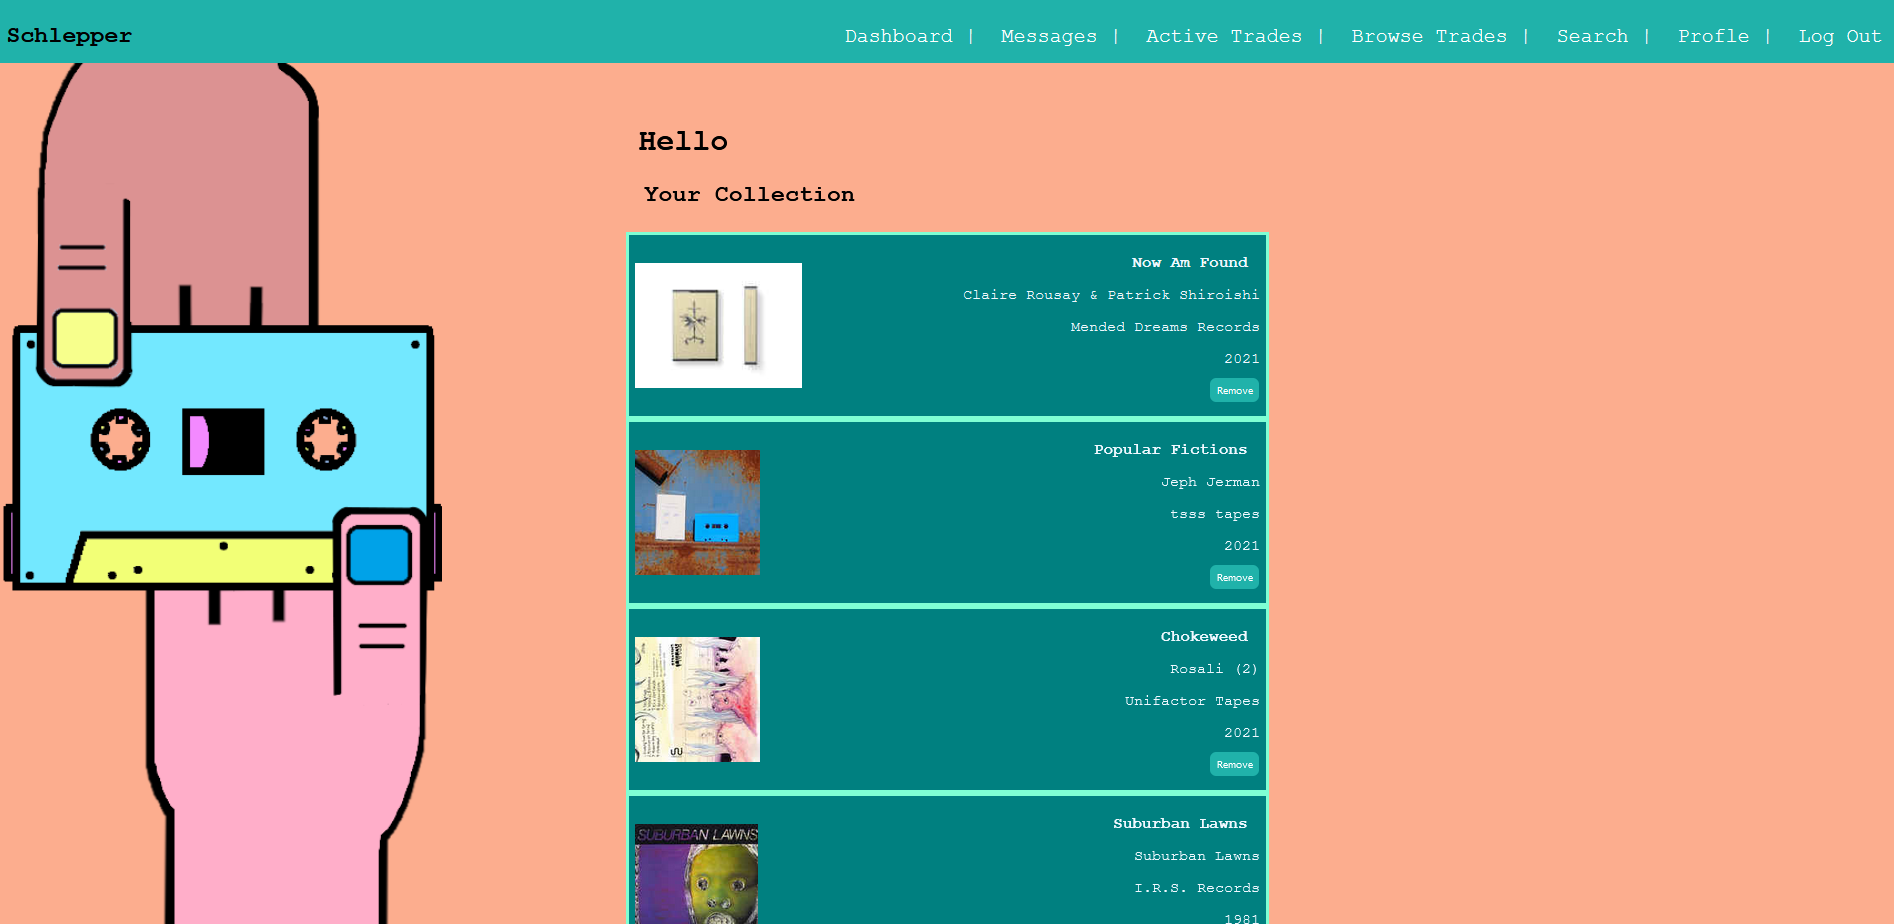 Schlepper
Dashboard | Messages | Active Trades | Browse Trades | Search | Profle | Log Out
Hello
Your Collection
Now Am Found
Claire Rousay & Patrick Shiroishi
Mended Dreams Records
2021
Remove
Popular Fictions
Jeph Jerman
tsss tapes
2021
Remove
Chokeweed
Rosali (2)
Unifactor Tapes
2021
Remove
SUBURBAN LAWNS
Suburban Lawns
Suburban Lawns
I.R.S. Records
1981